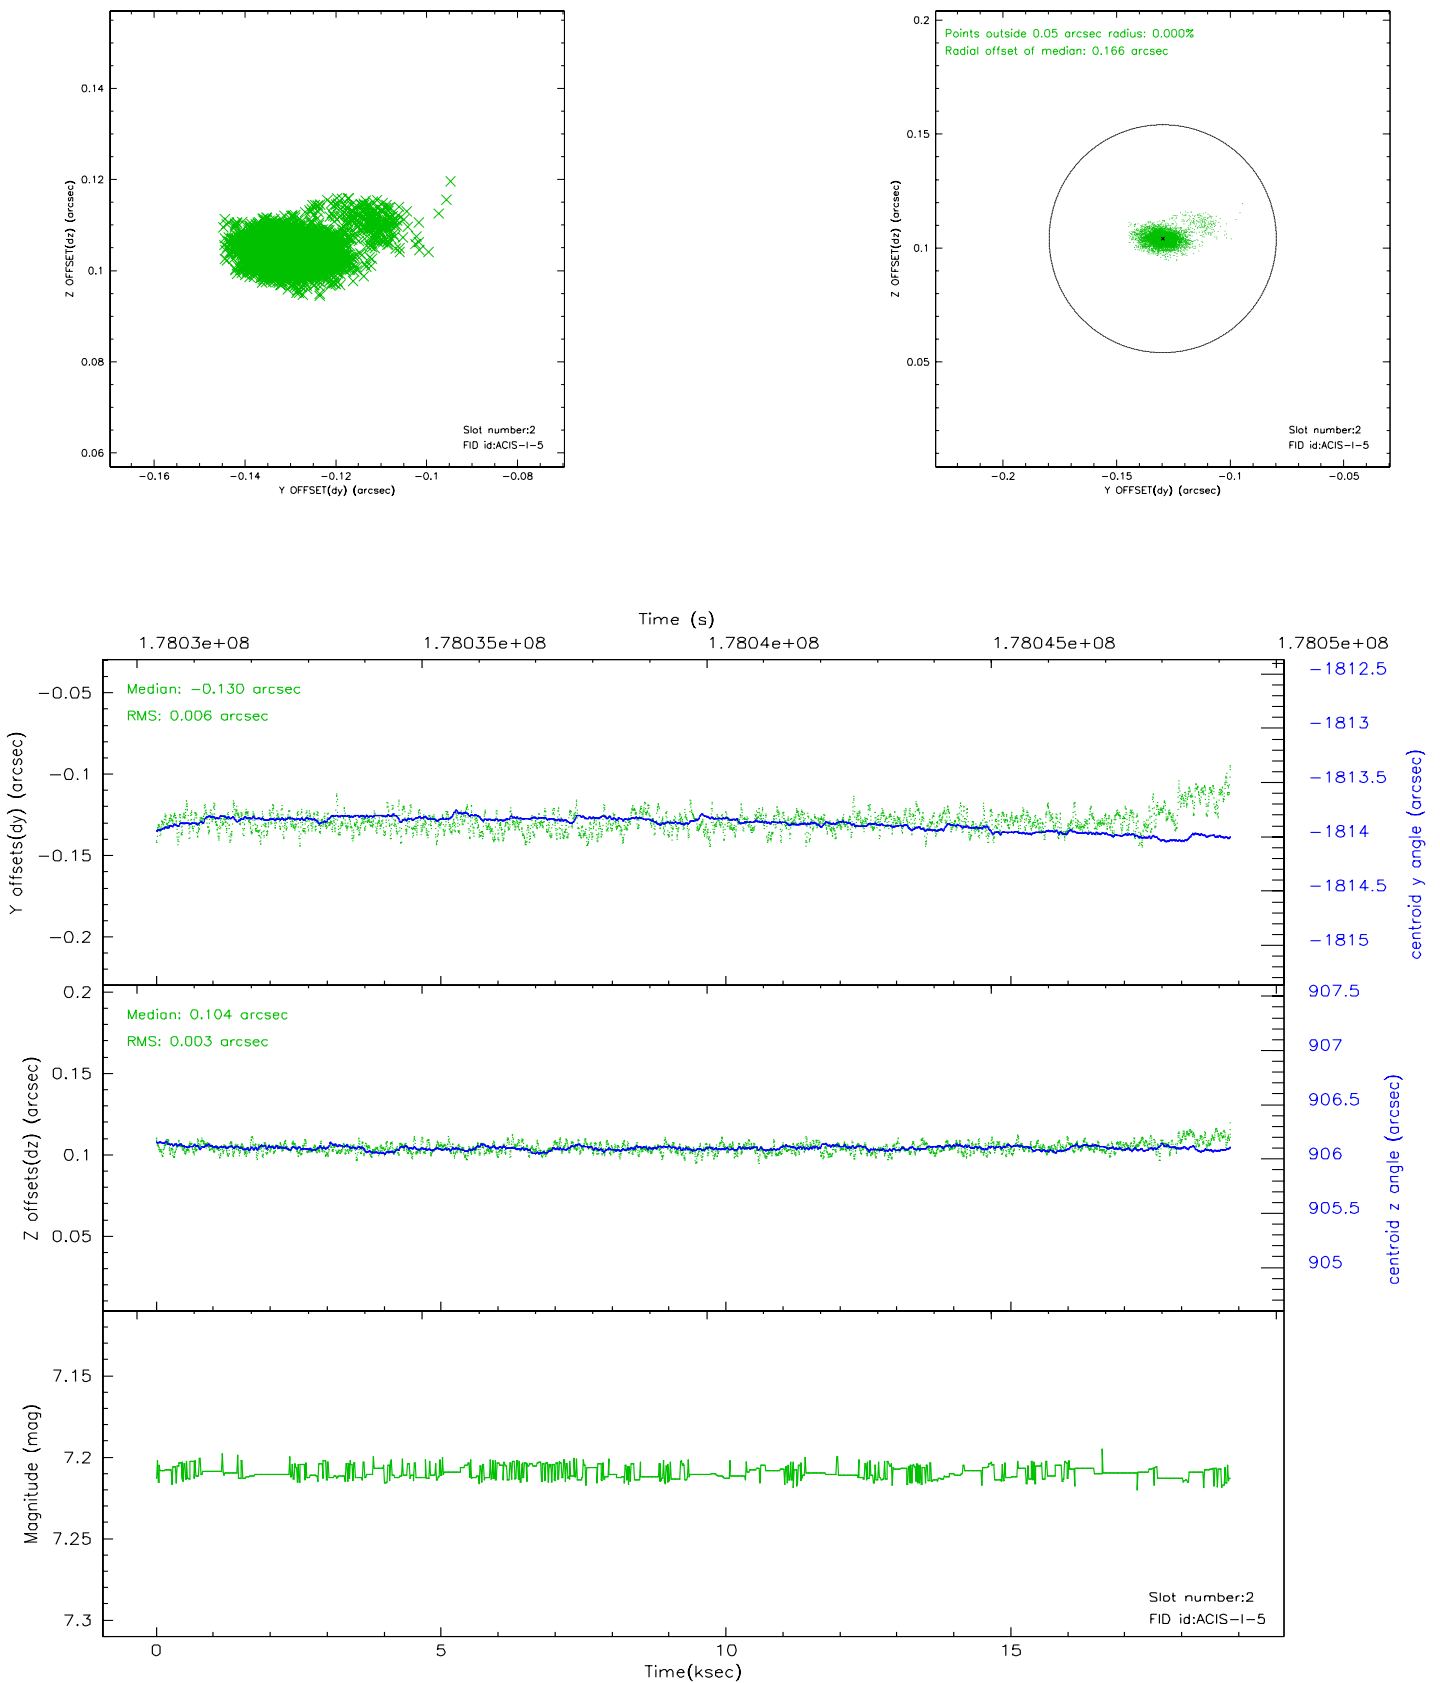 0.14
0.12
0.1
0.08
0.06
Z OFFSET(dz) (arcsec)
−0.16
−0.14
−0.12
−0.1
−0.08
Y OFFSET(dy) (arcsec)
Slot number:2
FID id:ACIS−I−5
Points outside 0.05 arcsec radius: 0.000%
Radial offset of median: 0.166 arcsec
0.2
0.15
0.1
0.05
Z OFFSET(dz) (arcsec)
−0.2
−0.15
−0.1
−0.05
Y OFFSET(dy) (arcsec)
Slot number:2
FID id:ACIS−I−5
Time (s)
1.7803e+08
1.78035e+08
1.7804e+08
1.78045e+08
1.7805e+08
Median: −0.130 arcsec
RMS: 0.006 arcsec
−0.05
−0.1
−0.15
−0.2
Y offsets(dy) (arcsec)
−1812.5
−1813
−1813.5
−1814
−1814.5
−1815
centroid y angle (arcsec)
Median: 0.104 arcsec
RMS: 0.003 arcsec
0.2
0.15
0.1
0.05
Z offsets(dz) (arcsec)
907.5
907
906.5
906
905.5
905
centroid z angle (arcsec)
7.15
7.2
7.25
7.3
Magnitude (mag)
Slot number:2
FID id:ACIS−I−5
0
5
10
15
Time(ksec)